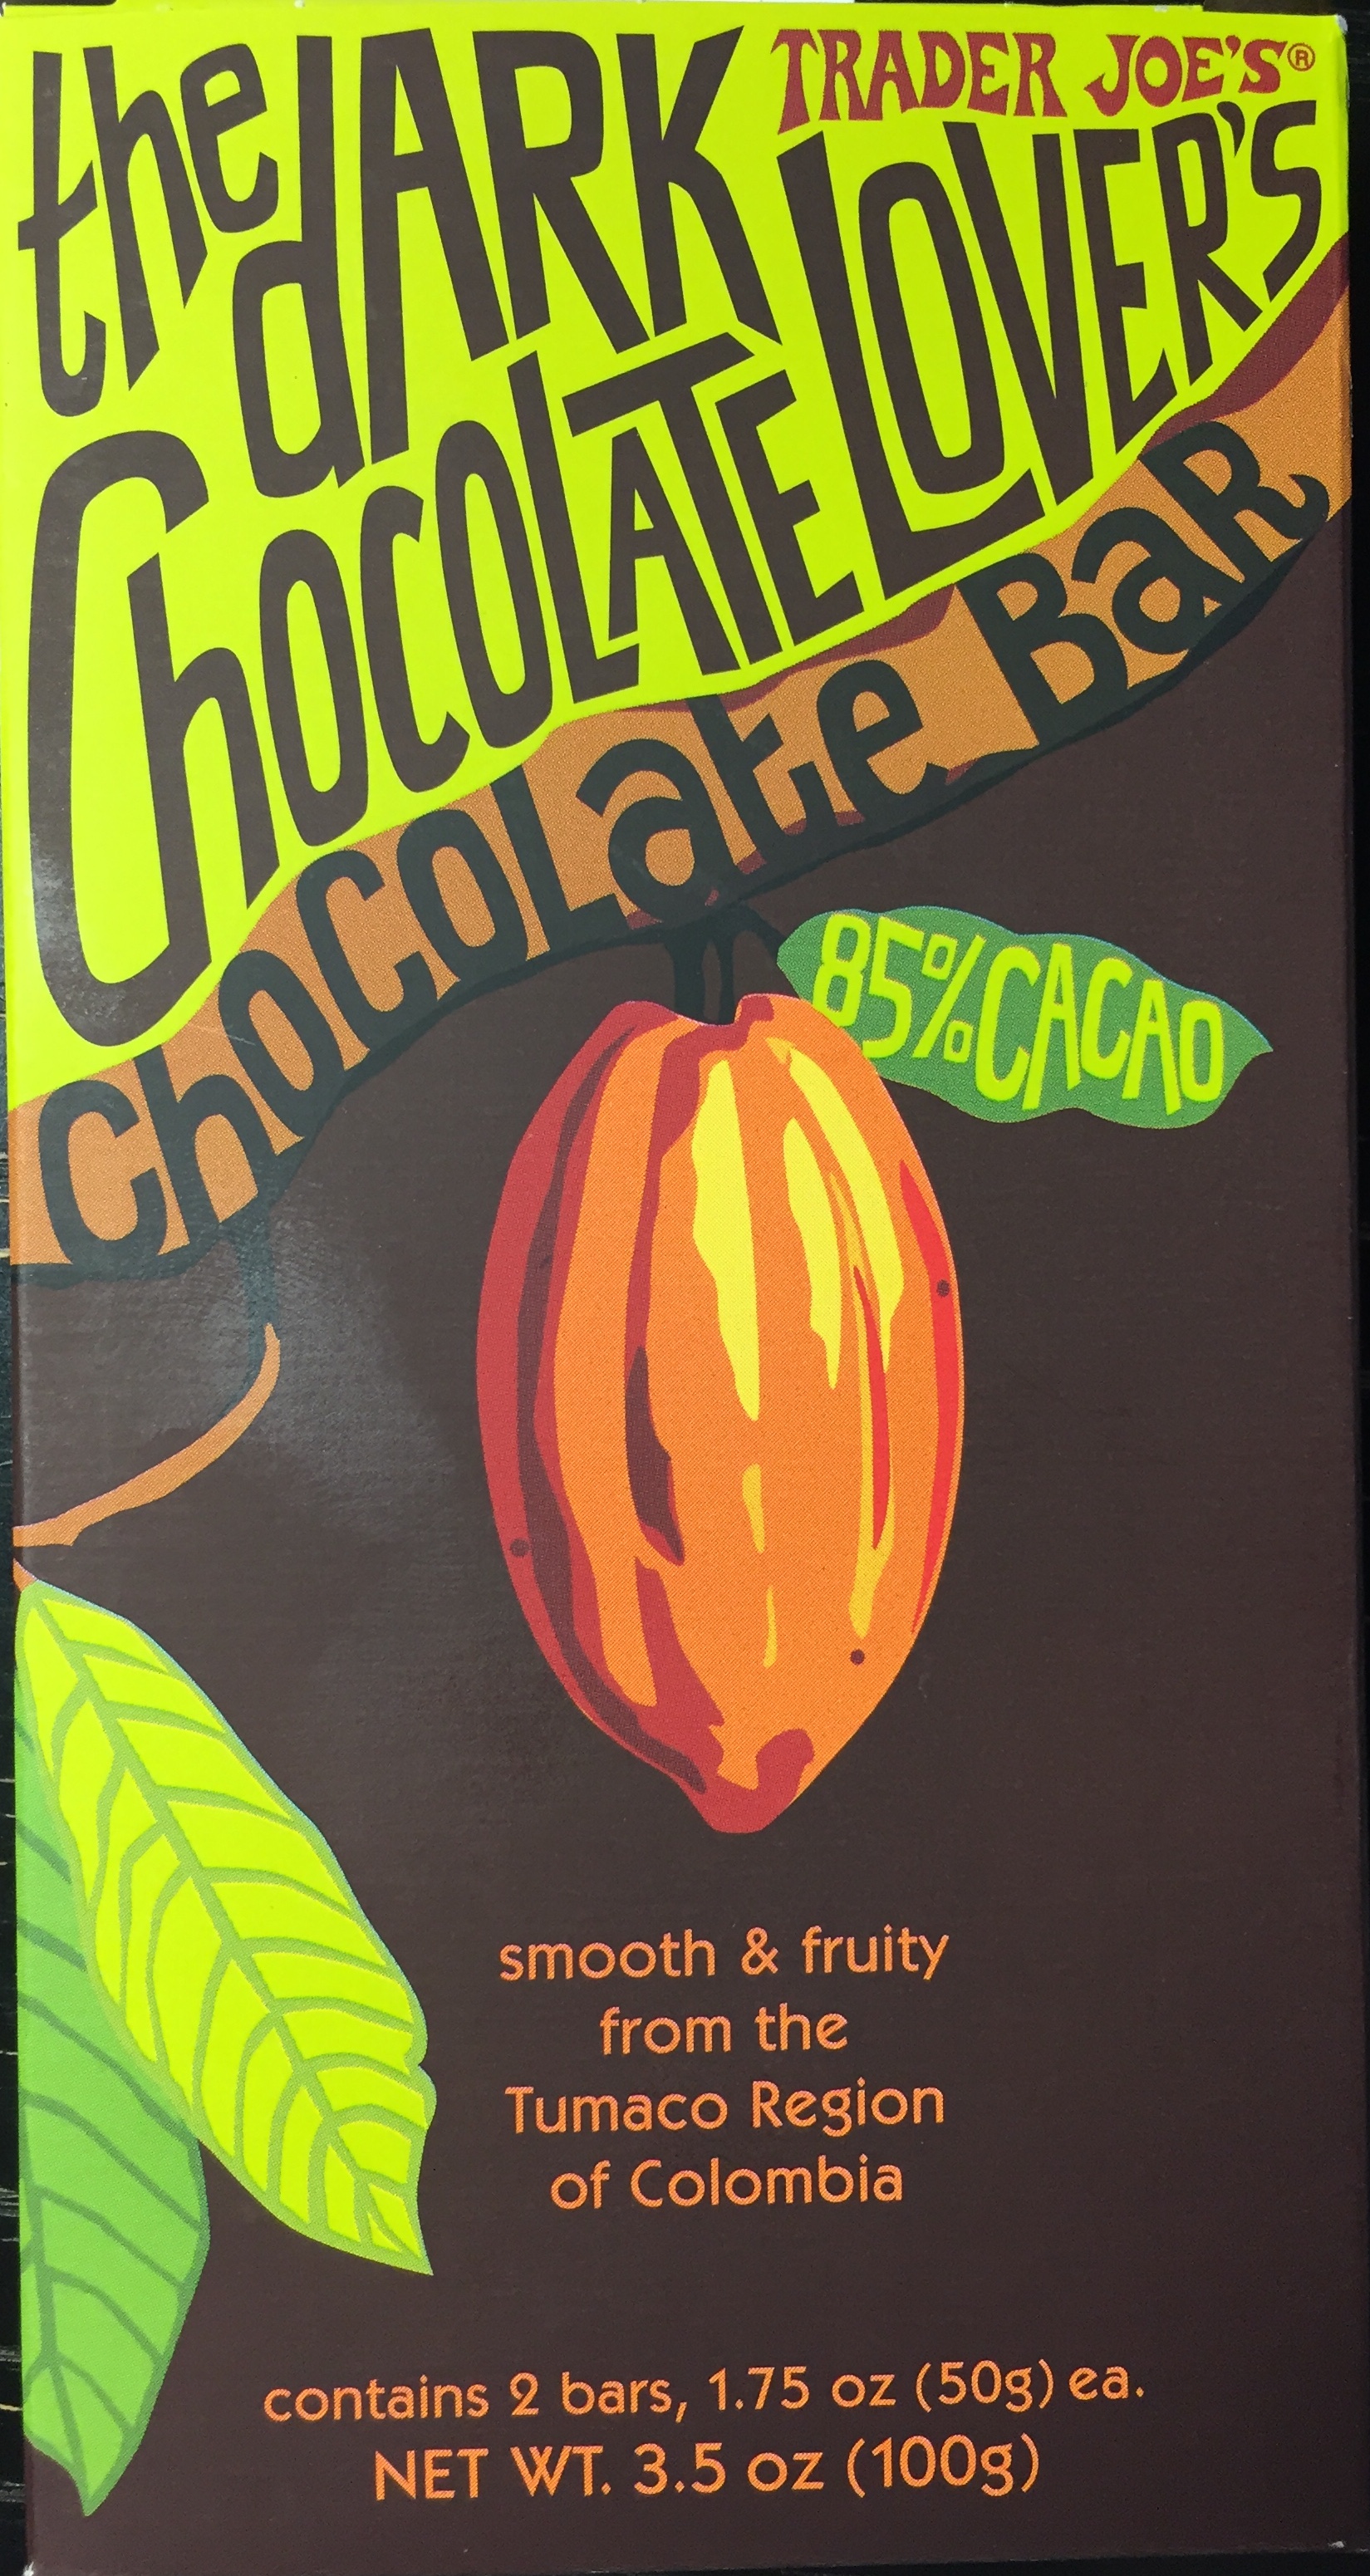 TRADER JOE'S®
the dARK
ChOCOLATE LOVER'S
ChocoLate BaR
85% CACAO
smooth & fruity
from the
Tumaco Region
of Colombia
contains 2 bars, 1.75 oz (50g) ea.
NET WT. 3.5 oz (100g)